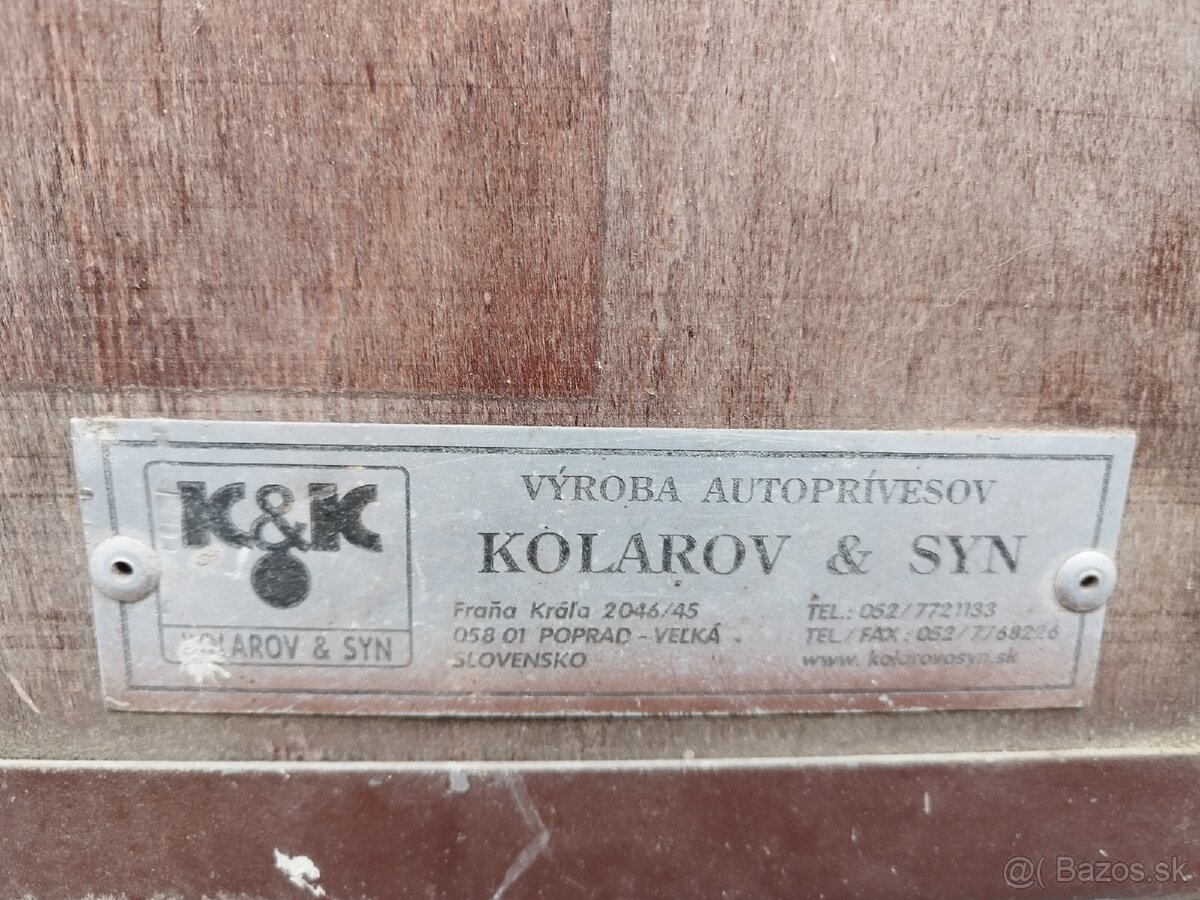 K&K
KOLAROV & SYN
VÝROBA AUTOPRÍVESOV
KOLAROV & SYN
Fraňa Kráľa 2046/45
058 01 POPRAD - VEĽKÁ
SLOVENSKO
TEL.: 052/7721133
TEL./FAX.: 052/7768226
www.kolarovasyn.sk
@( Bazos.sk